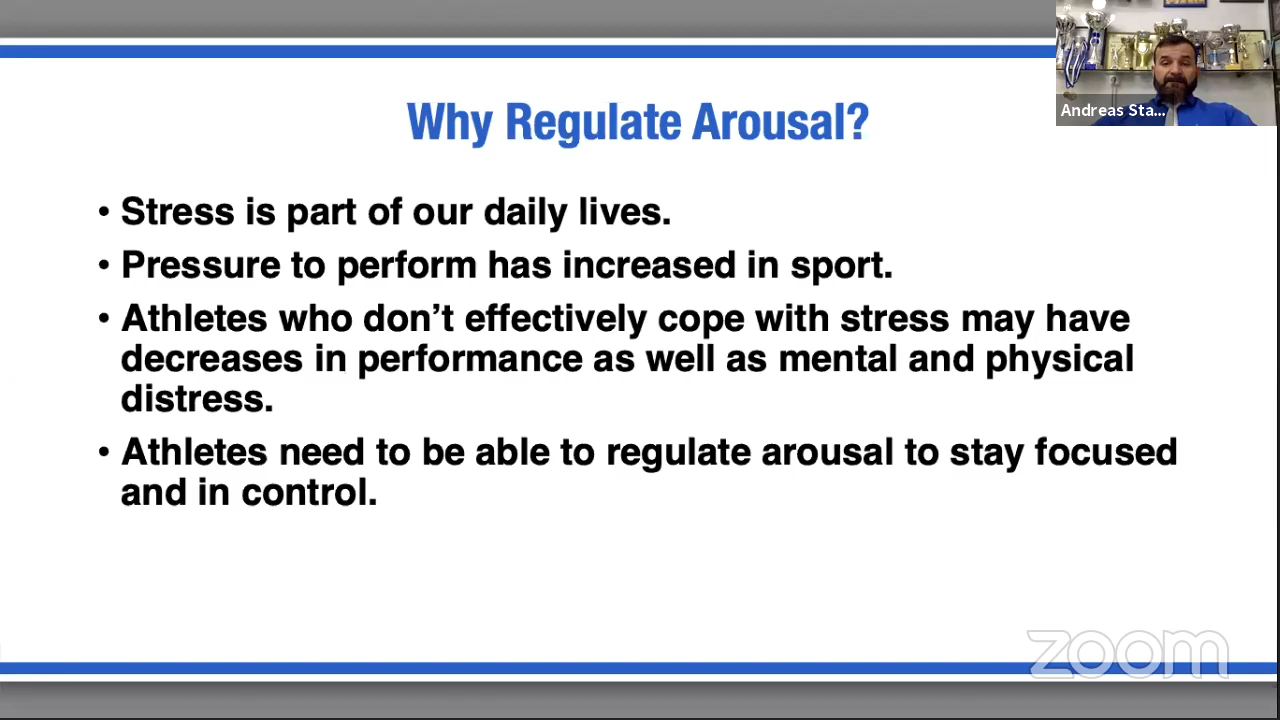 Why Regulate Arousal?
Andreas Sta...
• Stress is part of our daily lives.
• Pressure to perform has increased in sport.
• Athletes who don’t effectively cope with stress may have
decreases in performance as well as mental and physical
distress.
• Athletes need to be able to regulate arousal to stay focused
and in control.
zoom